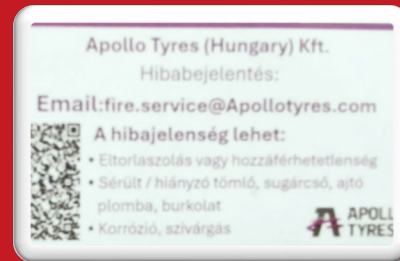 Apollo Tyres (Hungary) Kft.
Hibabejelentés:
Email:fire.service@Apollotyres.com
A hibajelenség lehet:
• Eltorlaszolás vagy hozzáférhetetlenség
• Sérült / hiányzó tömlő, sugárcső, ajtó
plomba, burkolat
• Korrózió, szivárgás
APOLL
TYRES